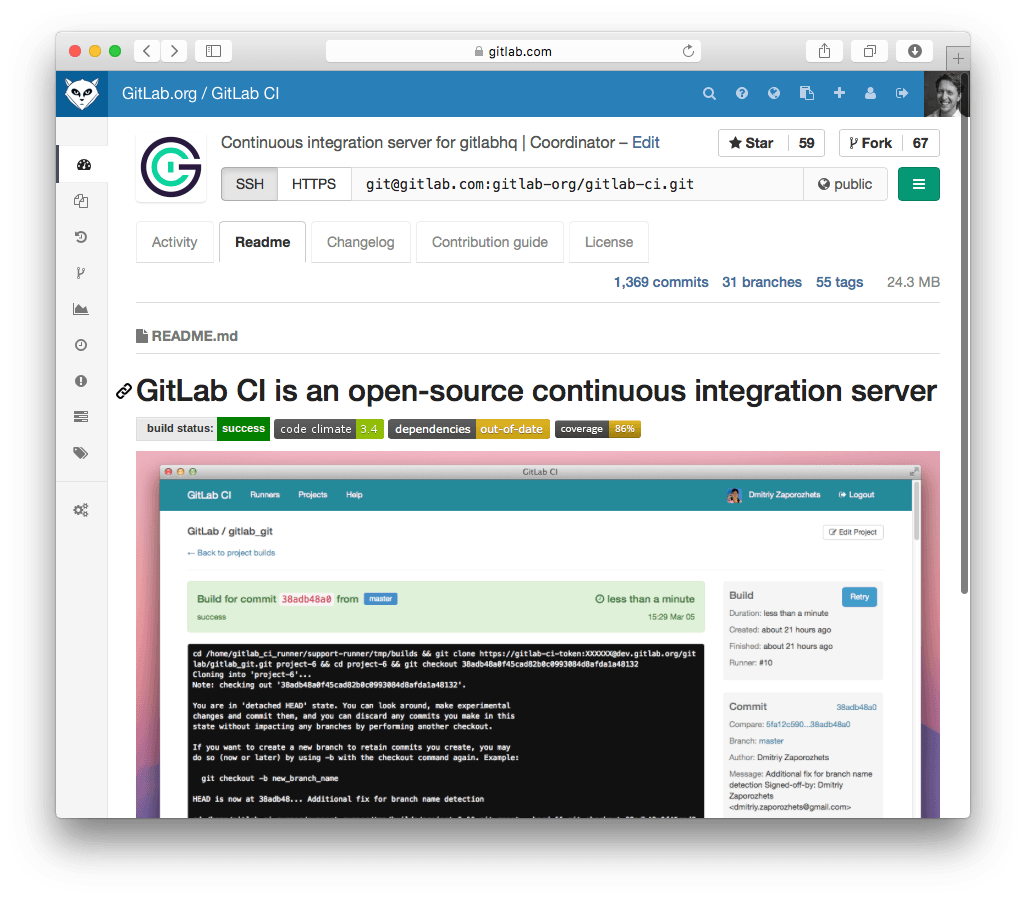 gitlab.com
GitLab.org / GitLab CI
Continuous integration server for gitlabhq | Coordinator – Edit
Star 59
Fork 67
SSH HTTPS git@gitlab.com:gitlab-org/gitlab-ci.git public
Activity Readme Changelog Contribution guide License
1,369 commits 31 branches 55 tags 24.3 MB
README.md
GitLab CI is an open-source continuous integration server
build status: success code climate 3.4 dependencies out-of-date coverage 86%
GitLab CI
GitLab CI Runners Projects Help Dmitriy Zaporozhets Logout
GitLab / gitlab_git
Edit Project
← Back to project builds
Build for commit 38adb48a0 from master
less than a minute
success
15:29 Mar 05
cd /home/gitlab_ci_runner/support-runner/tmp/builds && git clone https://gitlab-ci-token:XXXXXX@dev.gitlab.org/git
lab/gitlab_git.git project-6 && cd project-6 && git checkout 38adb48a0f45cad82b0c0993084d8afda1a48132
Cloning into 'project-6'...
Note: checking out '38adb48a0f45cad82b0c0993084d8afda1a48132'.
You are in 'detached HEAD' state. You can look around, make experimental
changes and commit them, and you can discard any commits you make in this
state without impacting any branches by performing another checkout.
If you want to create a new branch to retain commits you create, you may
do so (now or later) by using -b with the checkout command again. Example:
git checkout -b new_branch_name
HEAD is now at 38adb48... Additional fix for branch name detection
Build
Retry
Duration: less than a minute
Created: about 21 hours ago
Finished: about 21 hours ago
Runner: #10
Commit 38adb48a0
Compare: 5fa12c590...38adb48a0
Branch: master
Author: Dmitriy Zaporozhets
Message: Additional fix for branch name
detection Signed-off-by: Dmitriy
Zaporozhets
<dmitriy.zaporozhets@gmail.com>